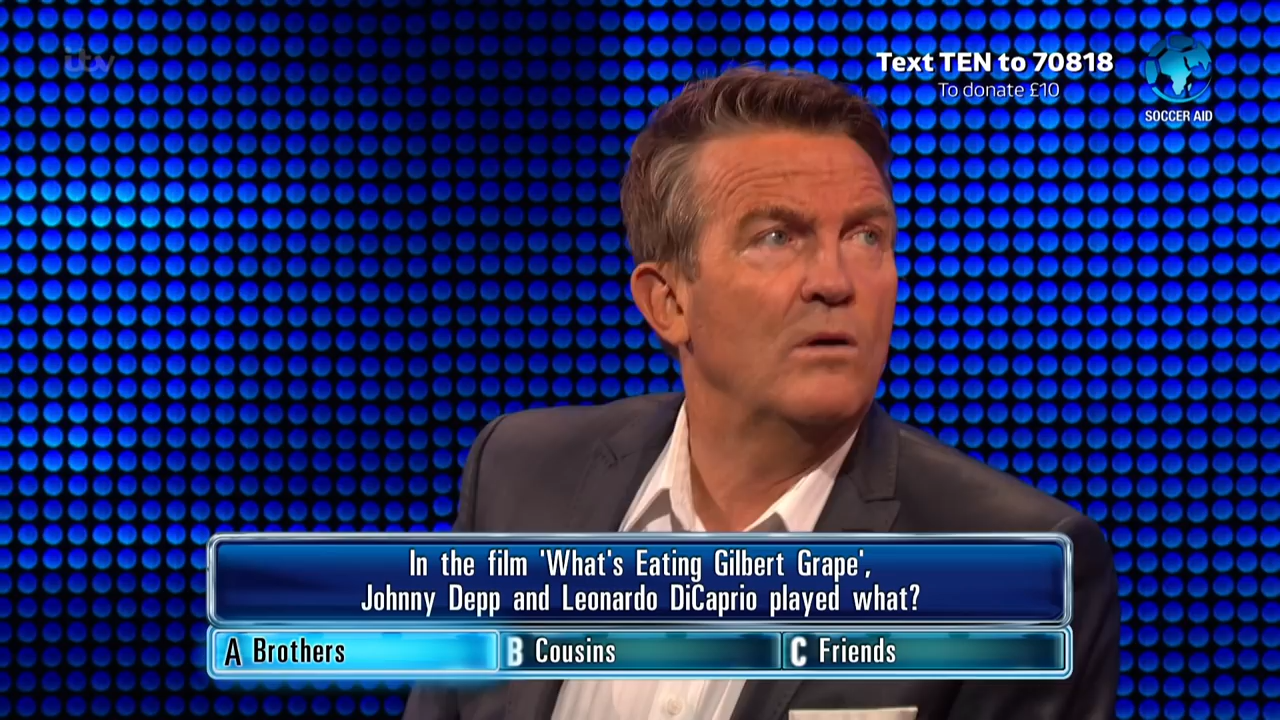 itv
Text TEN to 70818
To donate £10
SOCCER AID
In the film 'What's Eating Gilbert Grape',
Johnny Depp and Leonardo DiCaprio played what?
A Brothers
B Cousins
C Friends